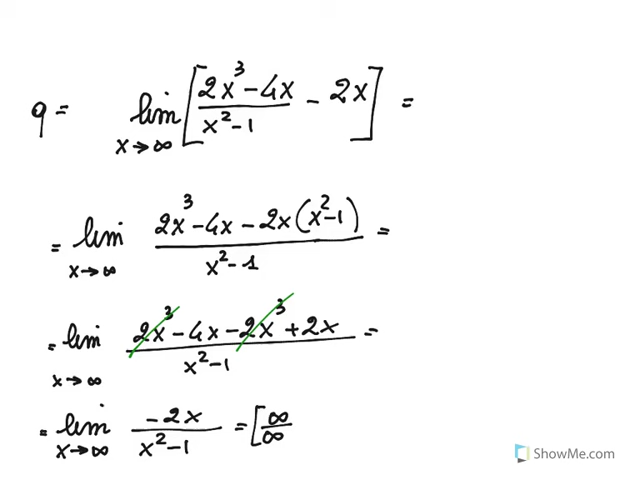 q = lim x→∞ [ (2x³ - 4x)/(x² - 1) - 2x ] =
= lim x→∞ (2x³ - 4x - 2x(x² - 1))/(x² - 1) =
= lim x→∞ (2x³ - 4x - 2x³ + 2x)/(x² - 1) =
= lim x→∞ (-2x)/(x² - 1) = [ ∞/∞
ShowMe.com